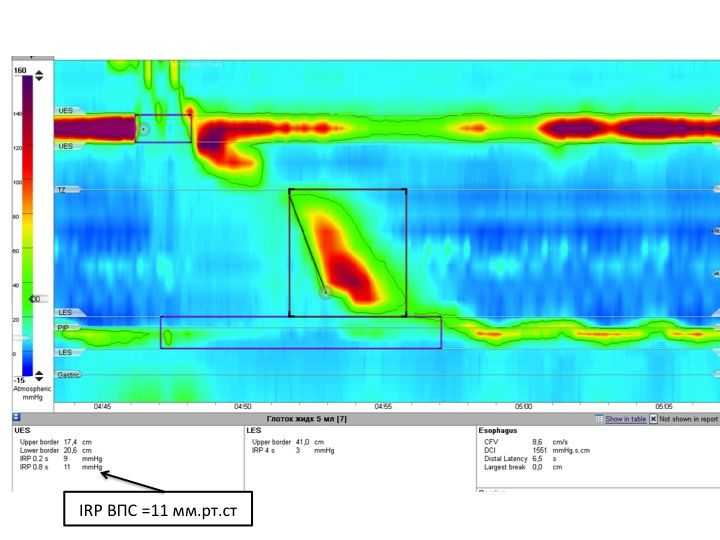 Глоток жидк 5 мл
160
140
120
100
80
60
40
30
20
0
-15
Atmospheric
mmHg
UES
UES
TZ
LES
PIP
LES
Gastric
04:45 04:50 04:55 05:00 05:05
Глоток жидк 5 мл [7]
Show in table Not shown in report
UES
Upper border 17,4 cm
Lower border 20,6 cm
IRP 0.2 s 9 mmHg
IRP 0.8 s 11 mmHg
LES
Upper border 41,0 cm
IRP 4 s 3 mmHg
Esophagus
CFV 8,6 cm/s
DCI 1551 mmHg.s.cm
Distal Latency 6,5 s
Largest break 0,0 cm
IRP ВПС =11 мм.рт.ст